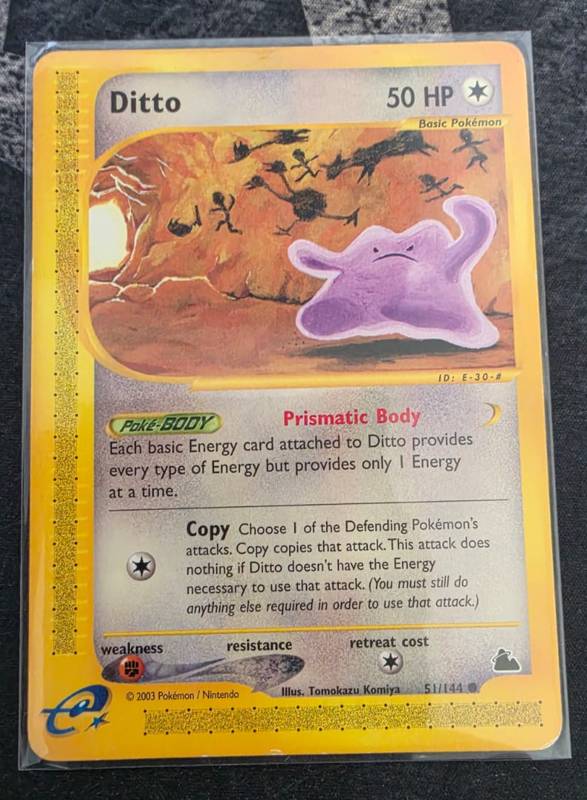 Ditto
50 HP
Basic Pokémon
ID: E-30-#
Poké-BODY
Prismatic Body
Each basic Energy card attached to Ditto provides
every type of Energy but provides only 1 Energy
at a time.
Copy Choose 1 of the Defending Pokémon's
attacks. Copy copies that attack. This attack does
nothing if Ditto doesn't have the Energy
necessary to use that attack. (You must still do
anything else required in order to use that attack.)
weakness
resistance
retreat cost
© 2003 Pokémon / Nintendo
Illus. Tomokazu Komiya
51/144
e